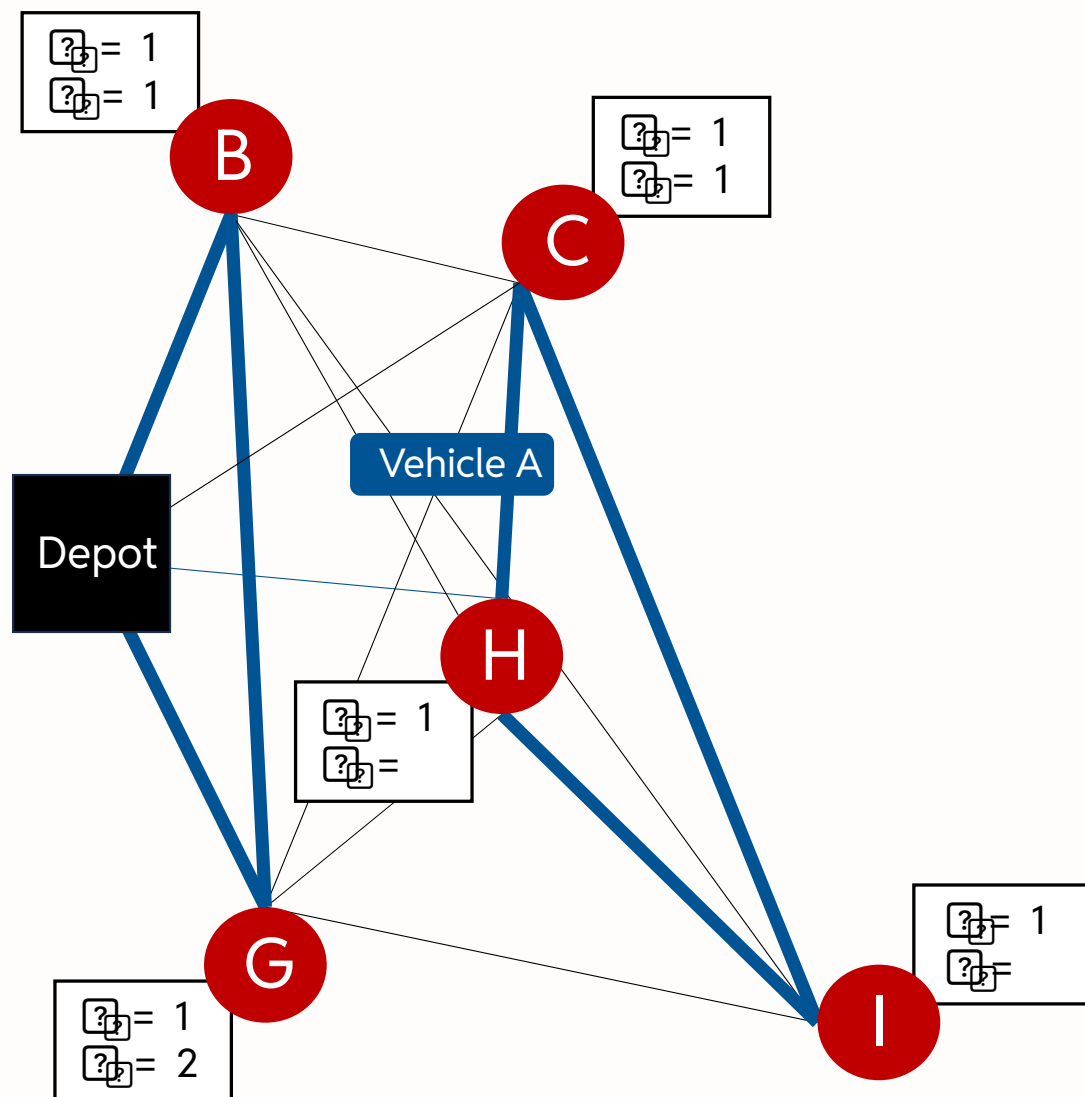 = 1
= 1
B
= 1
= 1
C
Vehicle A
Depot
H
= 1
=
G
= 1
= 2
= 1
=
I